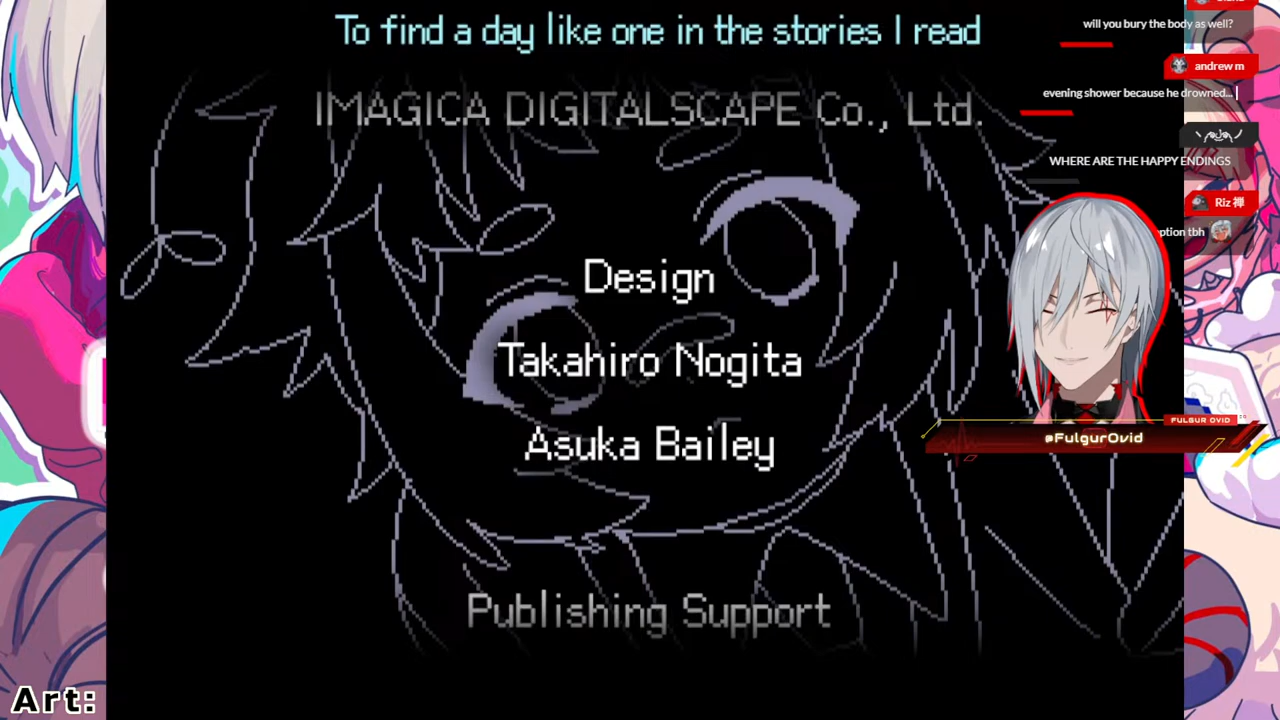 To find a day like one in the stories I read
IMAGICA DIGITALSCAPE Co., Ltd.
Design
Takahiro Nogita
Asuka Bailey
Publishing Support
will you bury the body as well?
andrew m
evening shower because he drowned...
WHERE ARE THE HAPPY ENDINGS
Riz 禅
tbh
FULGUR OVID
@FulgurOvid
Art: